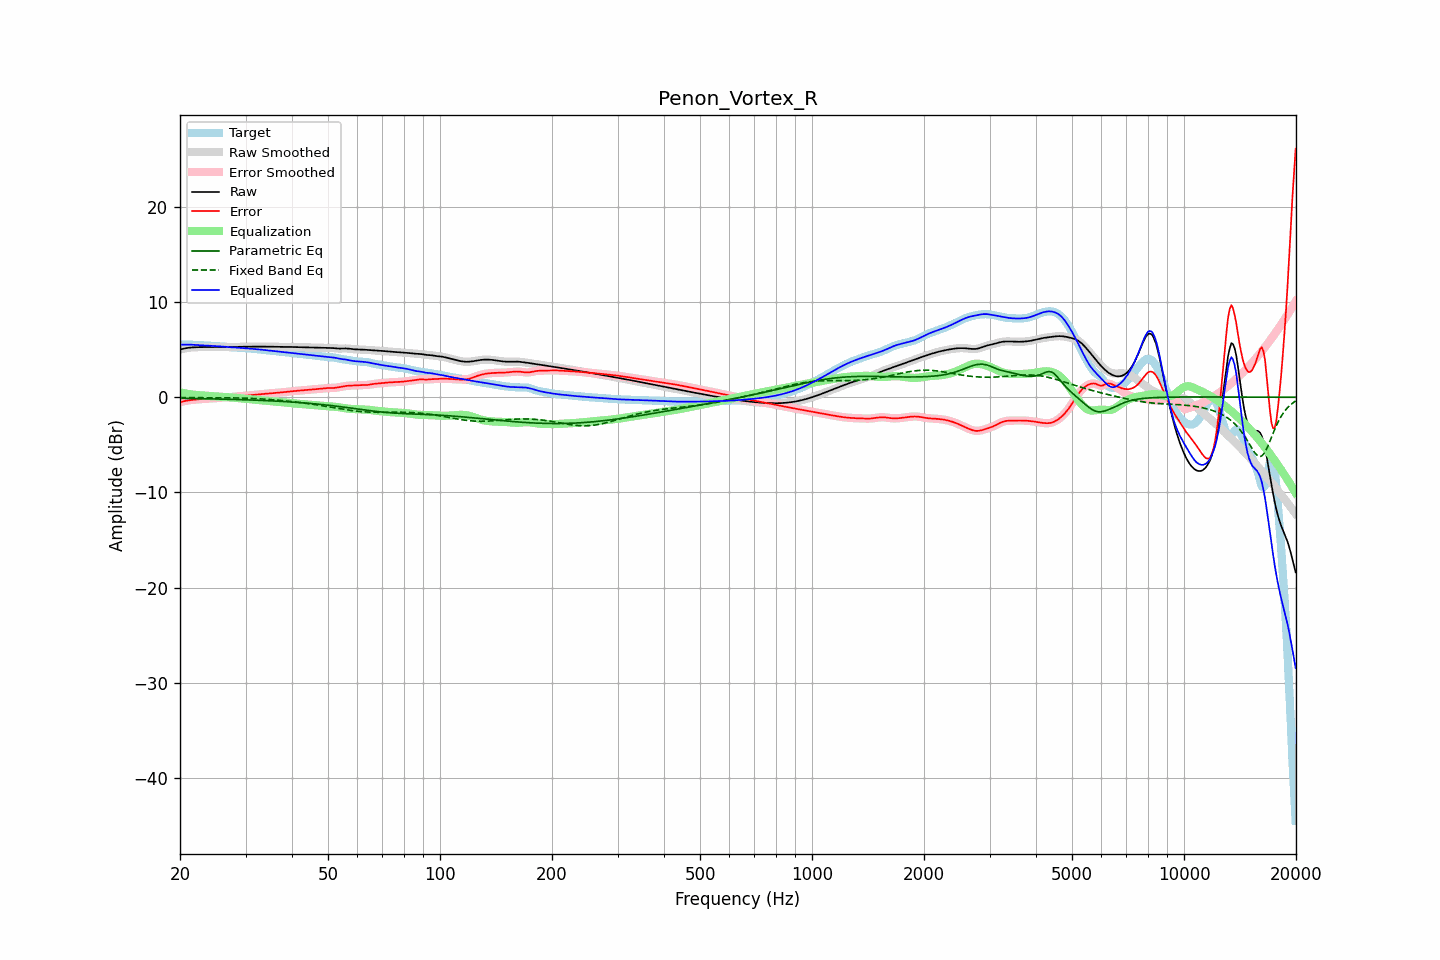 Penon_Vortex_R
Target
Raw Smoothed
Error Smoothed
Raw
Error
Equalization
Parametric Eq
Fixed Band Eq
Equalized
20
10
0
−10
−20
−30
−40
Amplitude (dBr)
20 50 100 200 500 1000 2000 5000 10000 20000
Frequency (Hz)